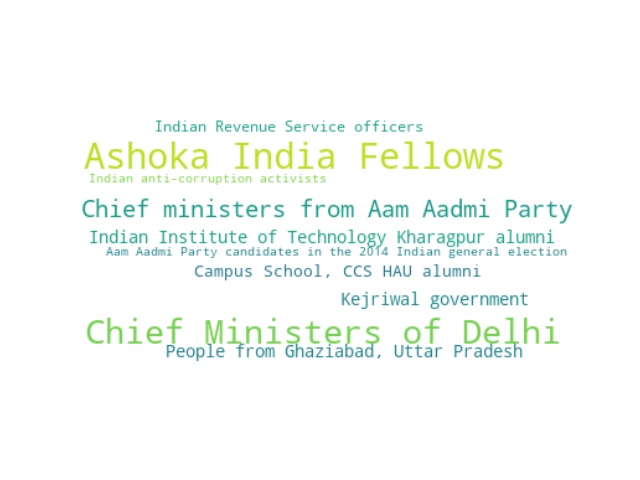 Indian Revenue Service officers
Ashoka India Fellows
Indian anti-corruption activists
Chief ministers from Aam Aadmi Party
Indian Institute of Technology Kharagpur alumni
Aam Aadmi Party candidates in the 2014 Indian general election
Campus School, CCS HAU alumni
Kejriwal government
Chief Ministers of Delhi
People from Ghaziabad, Uttar Pradesh